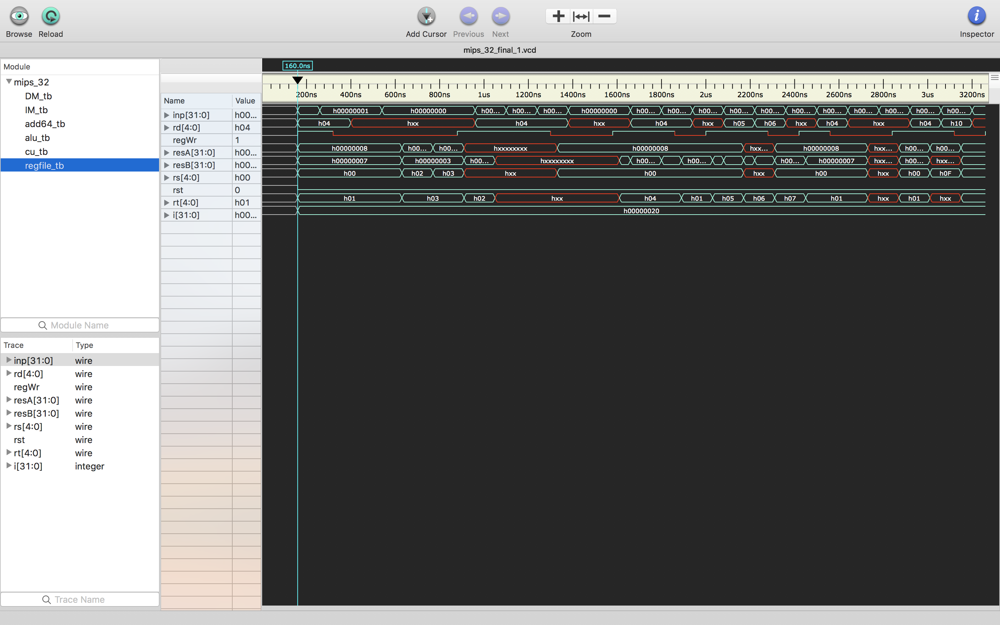 Browse Reload Add Cursor Previous Next Zoom Inspector
mips_32_final_1.vcd
Module
mips_32
DM_tb
IM_tb
add64_tb
alu_tb
cu_tb
regfile_tb
Module Name
Trace Type
inp[31:0] wire
rd[4:0] wire
regWr wire
resA[31:0] wire
resB[31:0] wire
rs[4:0] wire
rst wire
rt[4:0] wire
i[31:0] integer
Trace Name
160.0ns
200ns 400ns 600ns 800ns 1us 1200ns 1400ns 1600ns 1800ns 2us 2200ns 2400ns 2600ns 2800ns 3us 3200ns
Name Value
inp[31:0] h00... h00000001 h00000000 h00... h00... h00... h00000000 h00... h00... h00... h00... h00... h00... h00... h00... h00... h00... h00...
rd[4:0] h04 h04 hxx h04 hxx h04 hxx h05 h06 hxx h04 hxx h04 h10
regWr 1
resA[31:0] h00... h00000008 h00... h00... hxxxxxxxx h00000008 hxx... h00000008 hxx... h00... h00...
resB[31:0] h00... h00000007 h00000003 h00... hxxxxxxxx h00... h00... h00... h00000007 hxx... h00... hxx...
rs[4:0] h00 h00 h02 h03 hxx h00 hxx h00 hxx h00 h0F
rst 0
rt[4:0] h01 h01 h03 h02 hxx h04 h01 h05 h06 h07 h01 hxx h01 hxx
i[31:0] h00... h00000020